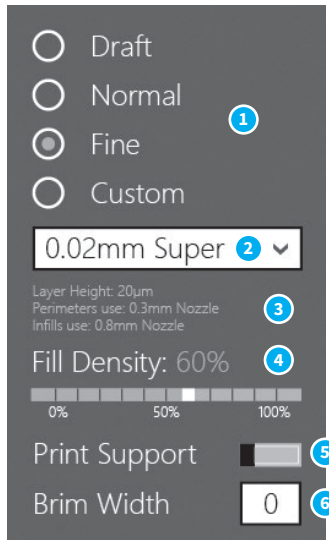 Draft
Normal
1
Fine
Custom
0.02mm Super 2
Layer Height: 20µm
Perimeters use: 0.3mm Nozzle
3
Infills use: 0.8mm Nozzle
Fill Density: 60% 4
0% 50% 100%
Print Support 5
Brim Width 0 6